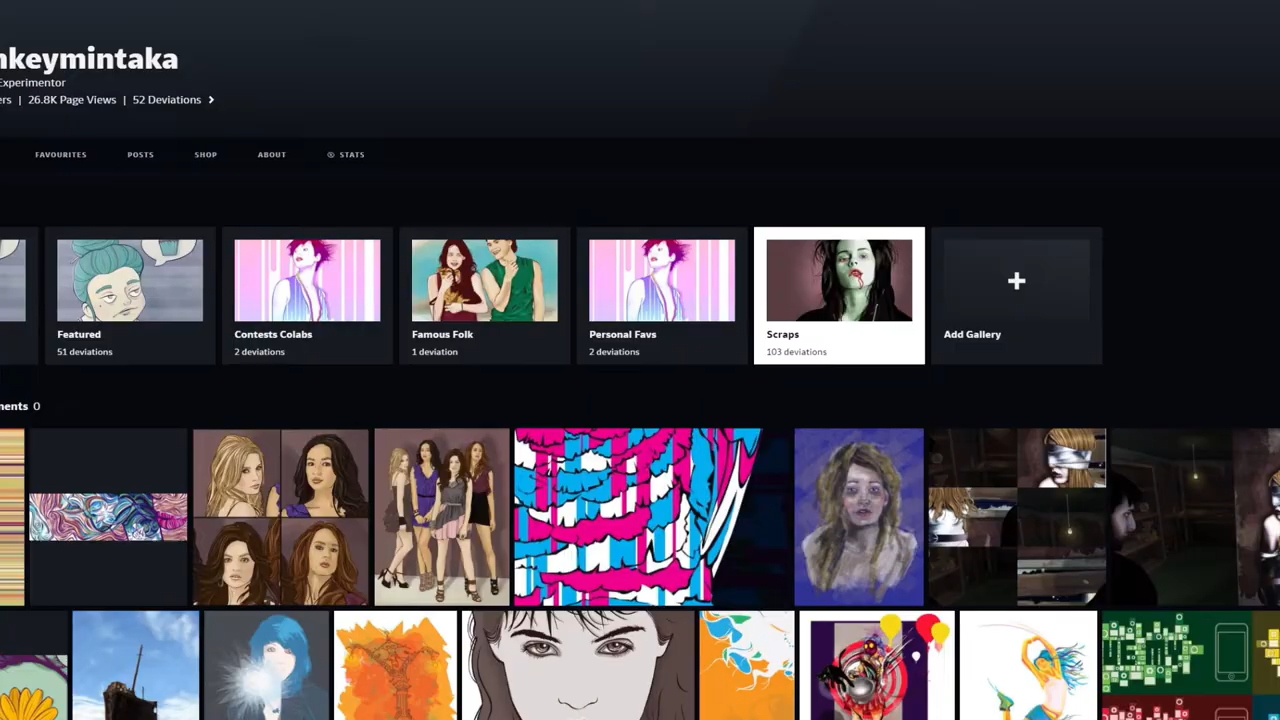 nkeymintaka
Experimentor
ers | 26.8K Page Views | 52 Deviations
FAVOURITES POSTS SHOP ABOUT STATS
Featured
51 deviations
Contests Colabs
2 deviations
Famous Folk
1 deviation
Personal Favs
2 deviations
Scraps
103 deviations
Add Gallery
ments 0